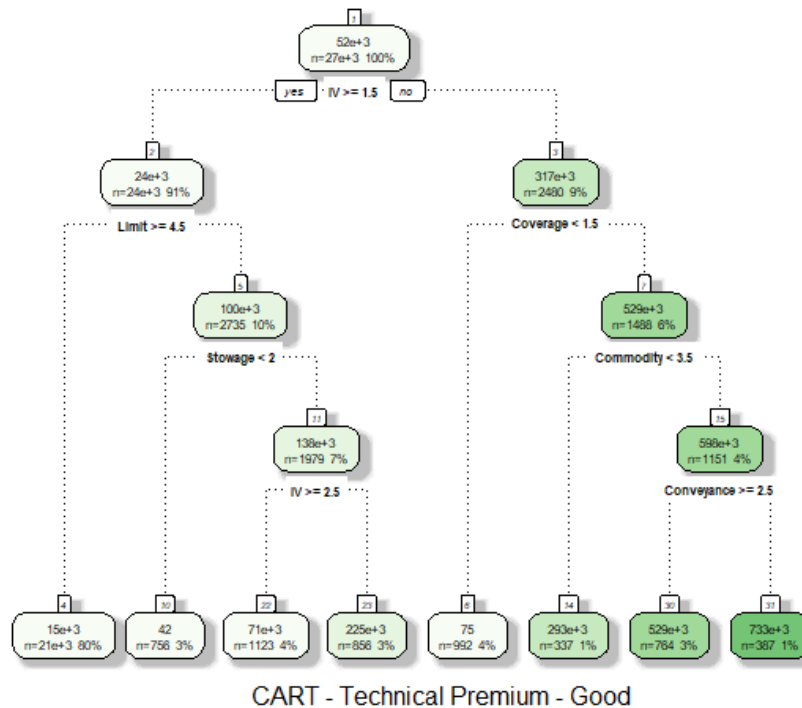 1
52e+3
n=27e+3 100%
yes IV >= 1.5 no
2
24e+3
n=24e+3 91%
3
317e+3
n=2480 9%
Limit >= 4.5
Coverage < 1.5
5
100e+3
n=2735 10%
7
529e+3
n=1488 6%
Stowage < 2
Commodity < 3.5
11
138e+3
n=1979 7%
15
598e+3
n=1151 4%
IV >= 2.5
Conveyance >= 2.5
4
15e+3
n=21e+3 80%
10
42
n=756 3%
22
71e+3
n=1123 4%
23
225e+3
n=856 3%
6
75
n=992 4%
14
293e+3
n=337 1%
30
529e+3
n=764 3%
31
733e+3
n=387 1%
CART - Technical Premium - Good